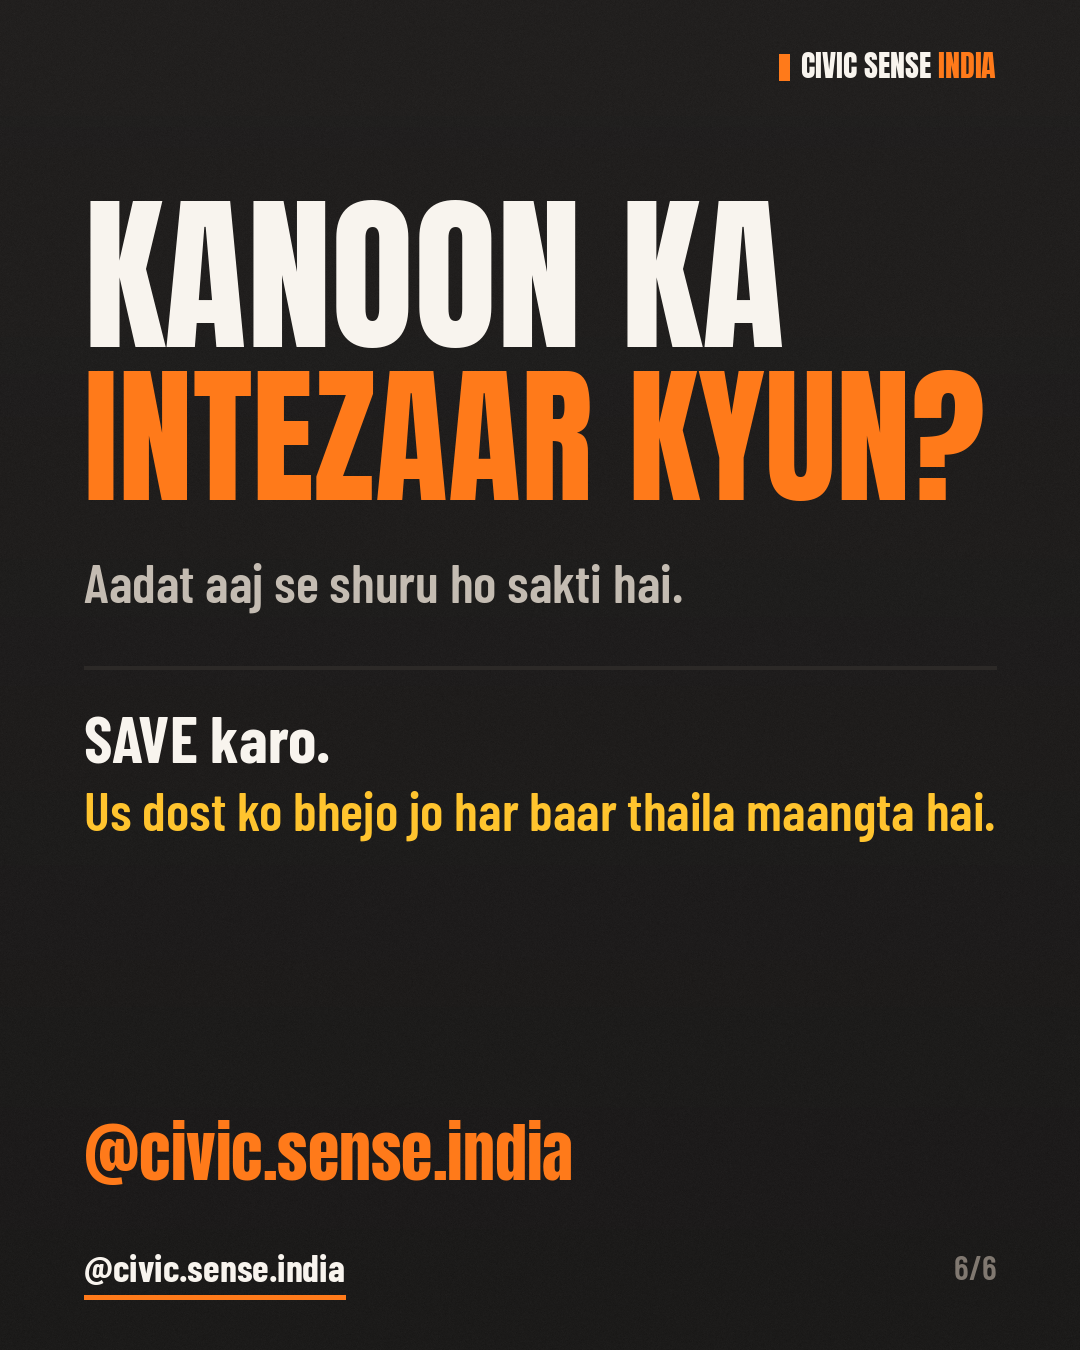 CIVIC SENSE INDIA
KANOON KA
INTEZAAR KYUN?
Aadat aaj se shuru ho sakti hai.
SAVE karo.
Us dost ko bhejo jo har baar thaila maangta hai.
@civic.sense.india
@civic.sense.india
6/6